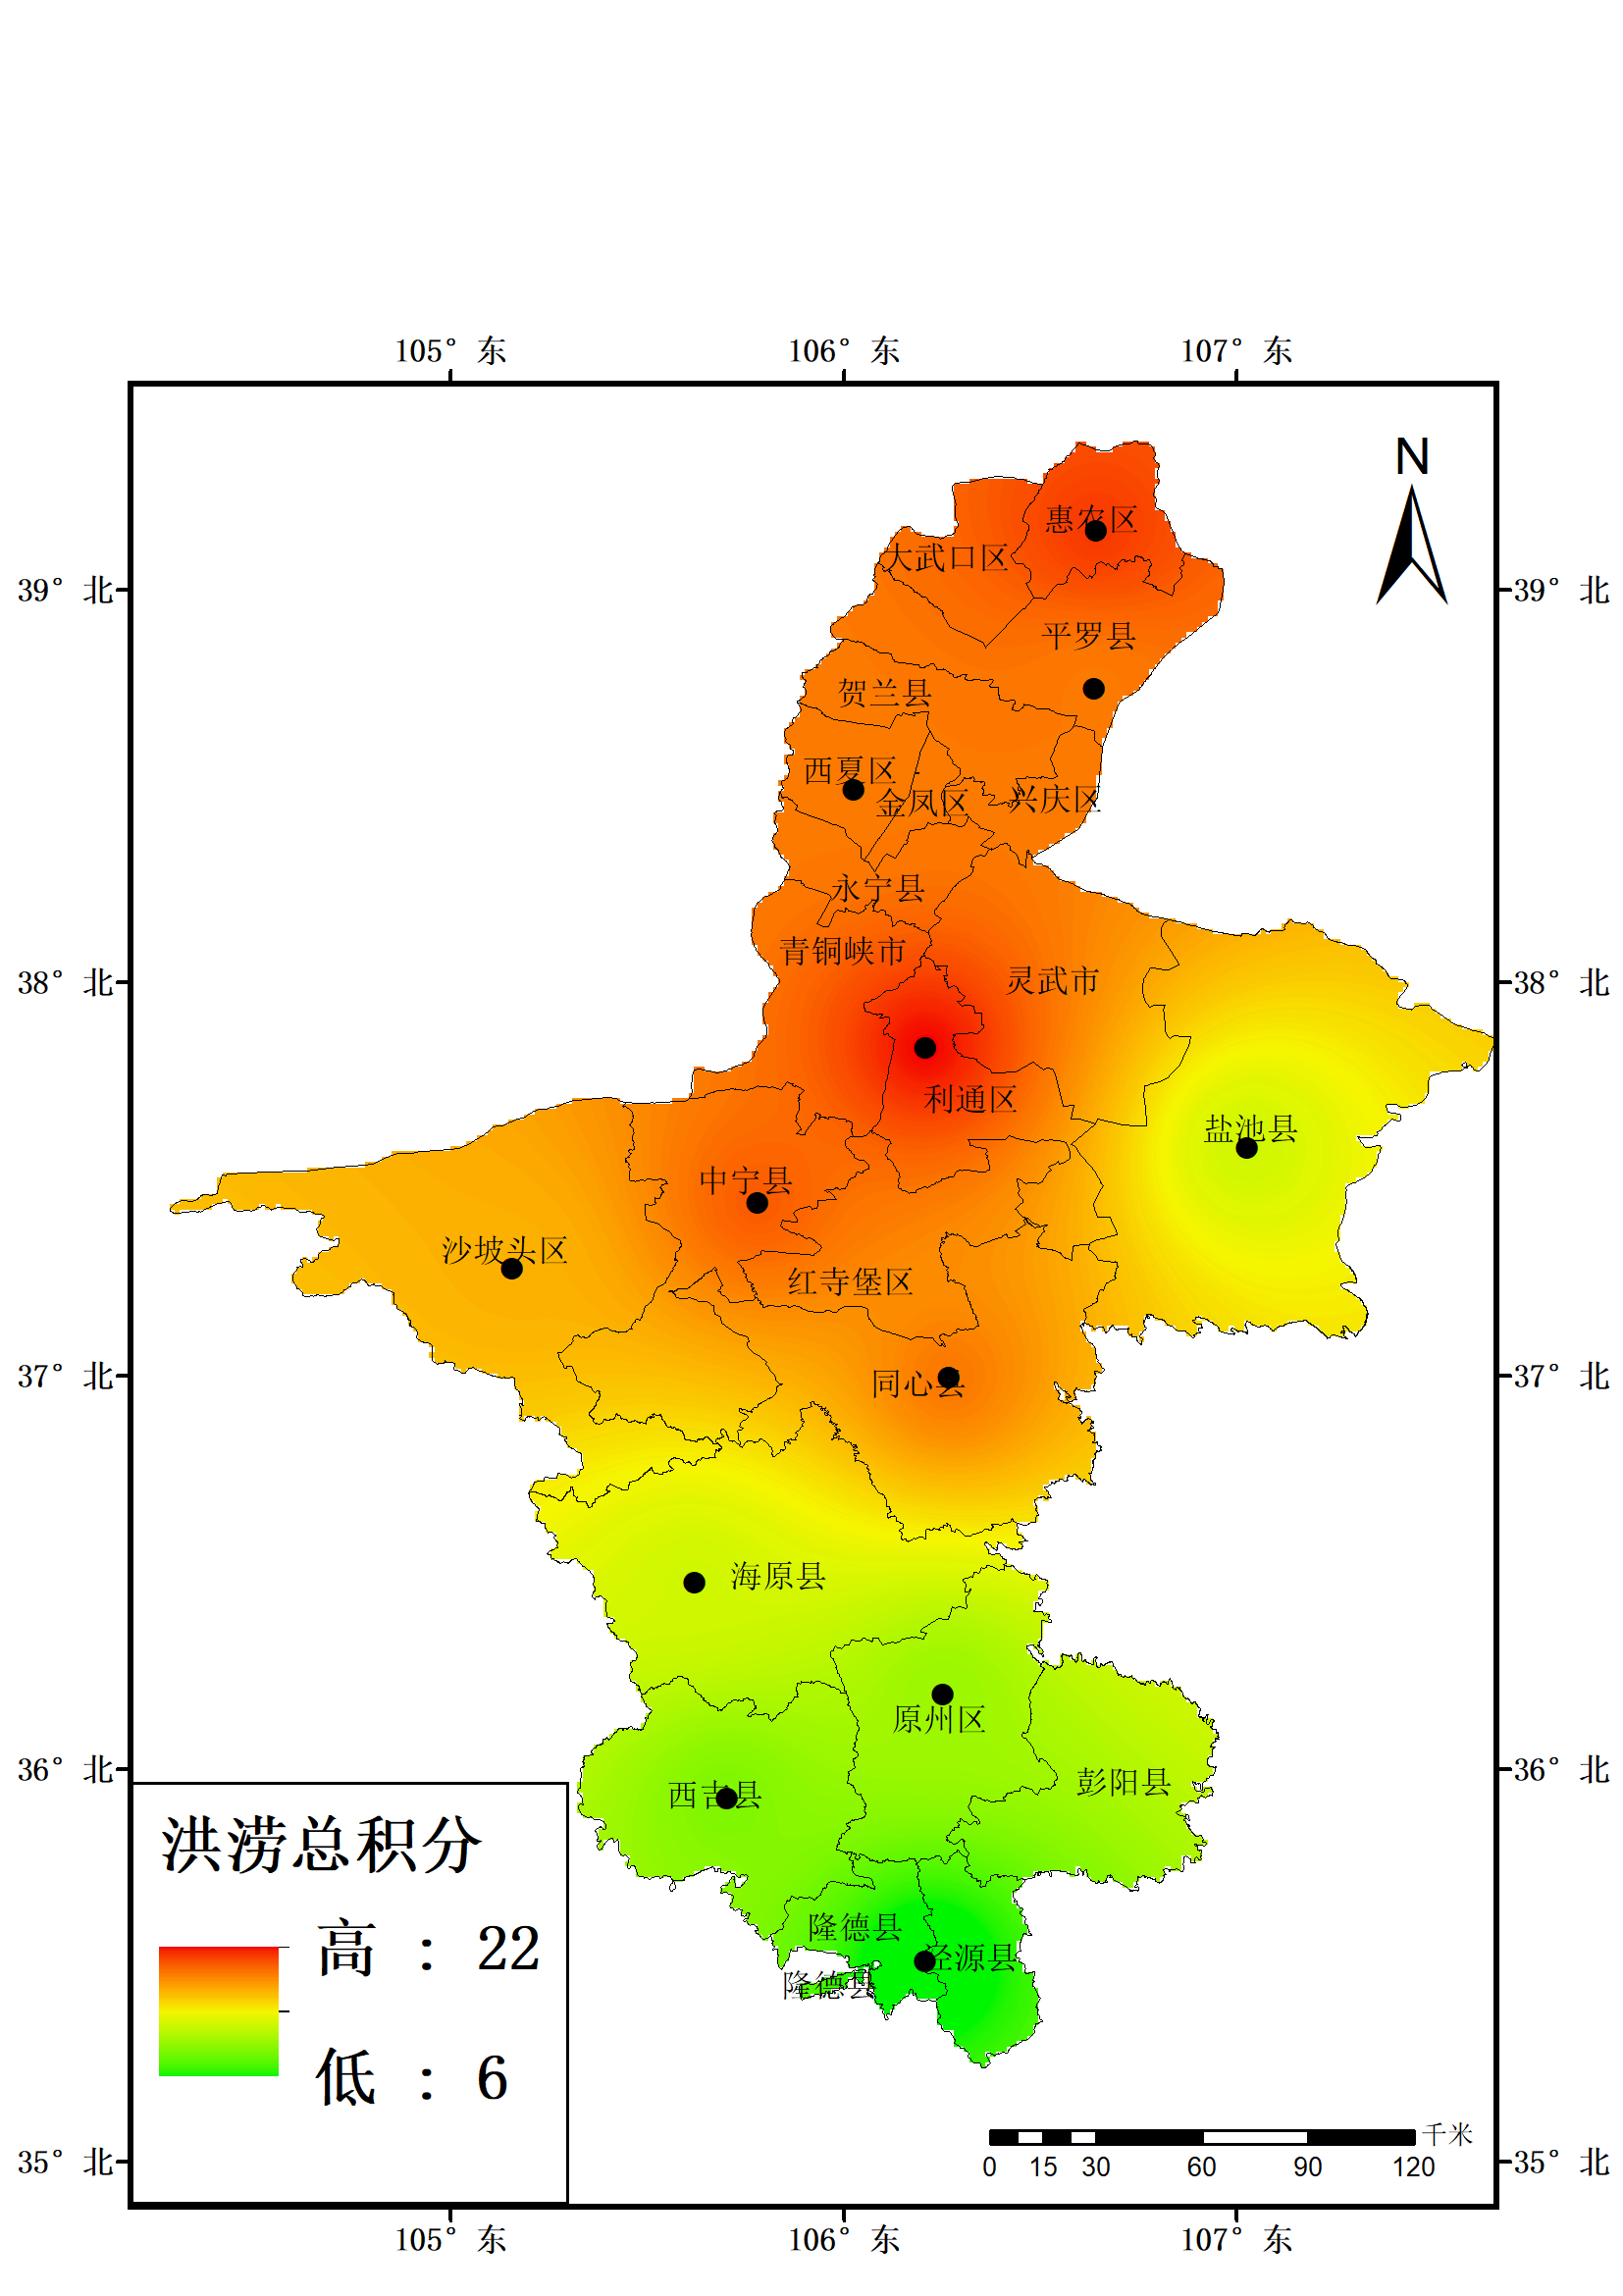 105° 东 106° 东 107° 东
N
惠农区
大武口区
39° 北 39° 北
平罗县
贺兰县
西夏区
金凤区 兴庆区
永宁县
青铜峡市
灵武市
38° 北 38° 北
利通区
盐池县
中宁县
沙坡头区
红寺堡区
37° 北 37° 北
同心县
海原县
原州区
36° 北 36° 北
彭阳县
西吉县
洪涝总积分
高 : 22
低 : 6
隆德县
泾源县
隆德县
千米
0 15 30 60 90 120
35° 北 35° 北
105° 东 106° 东 107° 东